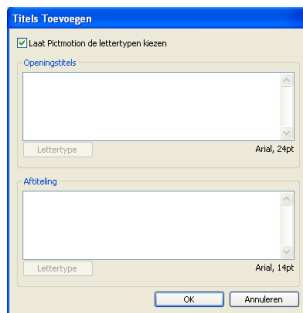 Titels Toevoegen
Laat Pictmotion de lettertypen kiezen
Openingstitels
Lettertype
Arial, 24pt
Aftiteling
Lettertype
Arial, 14pt
OK
Annuleren